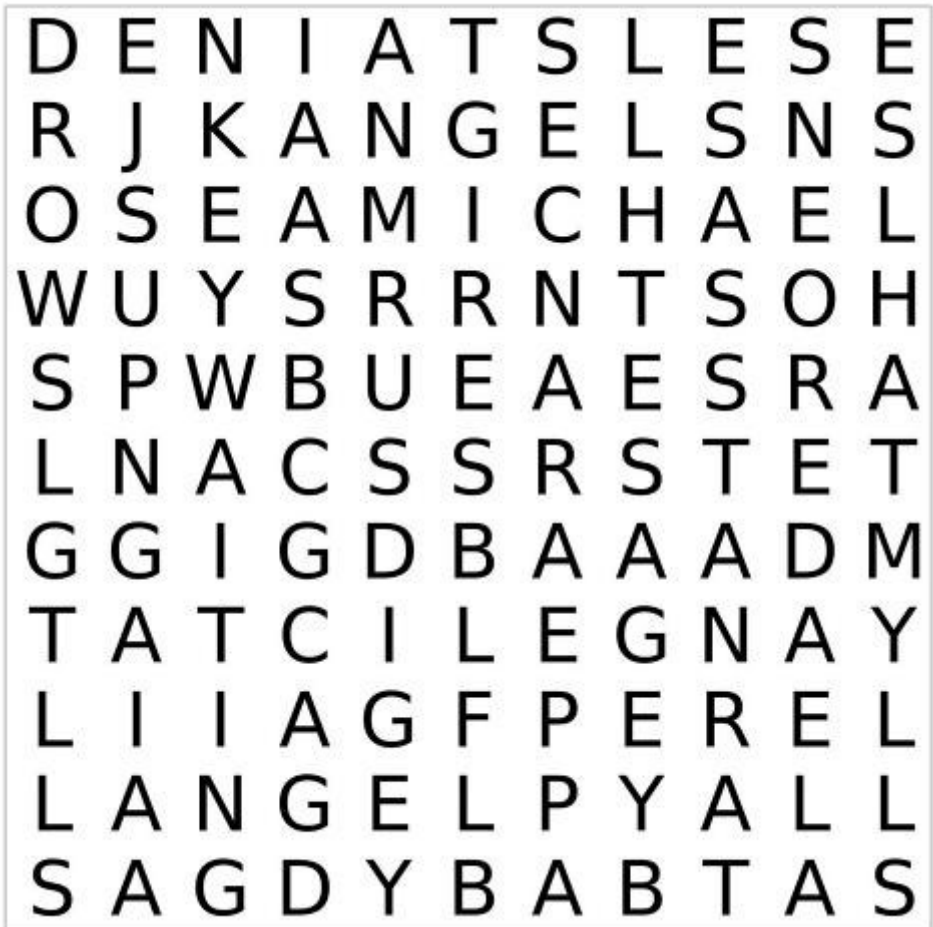 D E N I A T S L E S E
R J K A N G E L S N S
O S E A M I C H A E L
W U Y S R R N T S O H
S P W B U E A E S R A
L N A C S S R S T E T
G G I G D B A A A D M
T A T C I L E G N A Y
L I I A G F P E R E L
L A N G E L P Y A L L
S A G D Y B A B T A S